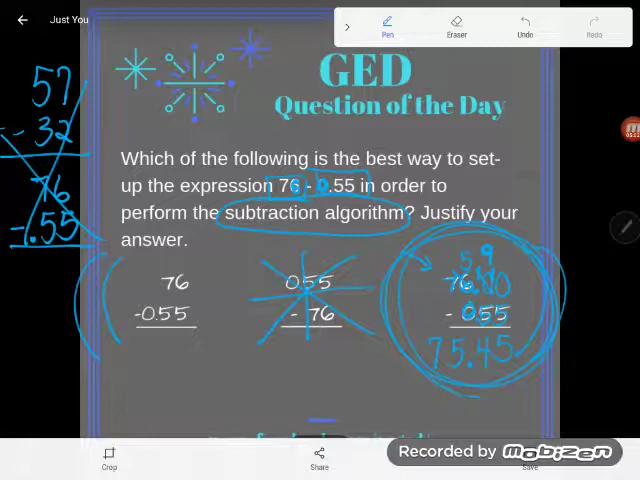 Just You
Pen
Eraser
Undo
Redo
GED
Question of the Day
57
- 32
76
- .55
Which of the following is the best way to set-
up the expression 76 - 0.55 in order to
perform the subtraction algorithm? Justify your
answer.
76
-0.55
0.55
- 76
5 9
76.00
- 0.55
75.45
Crop
Share
Save
Recorded by Mobizen